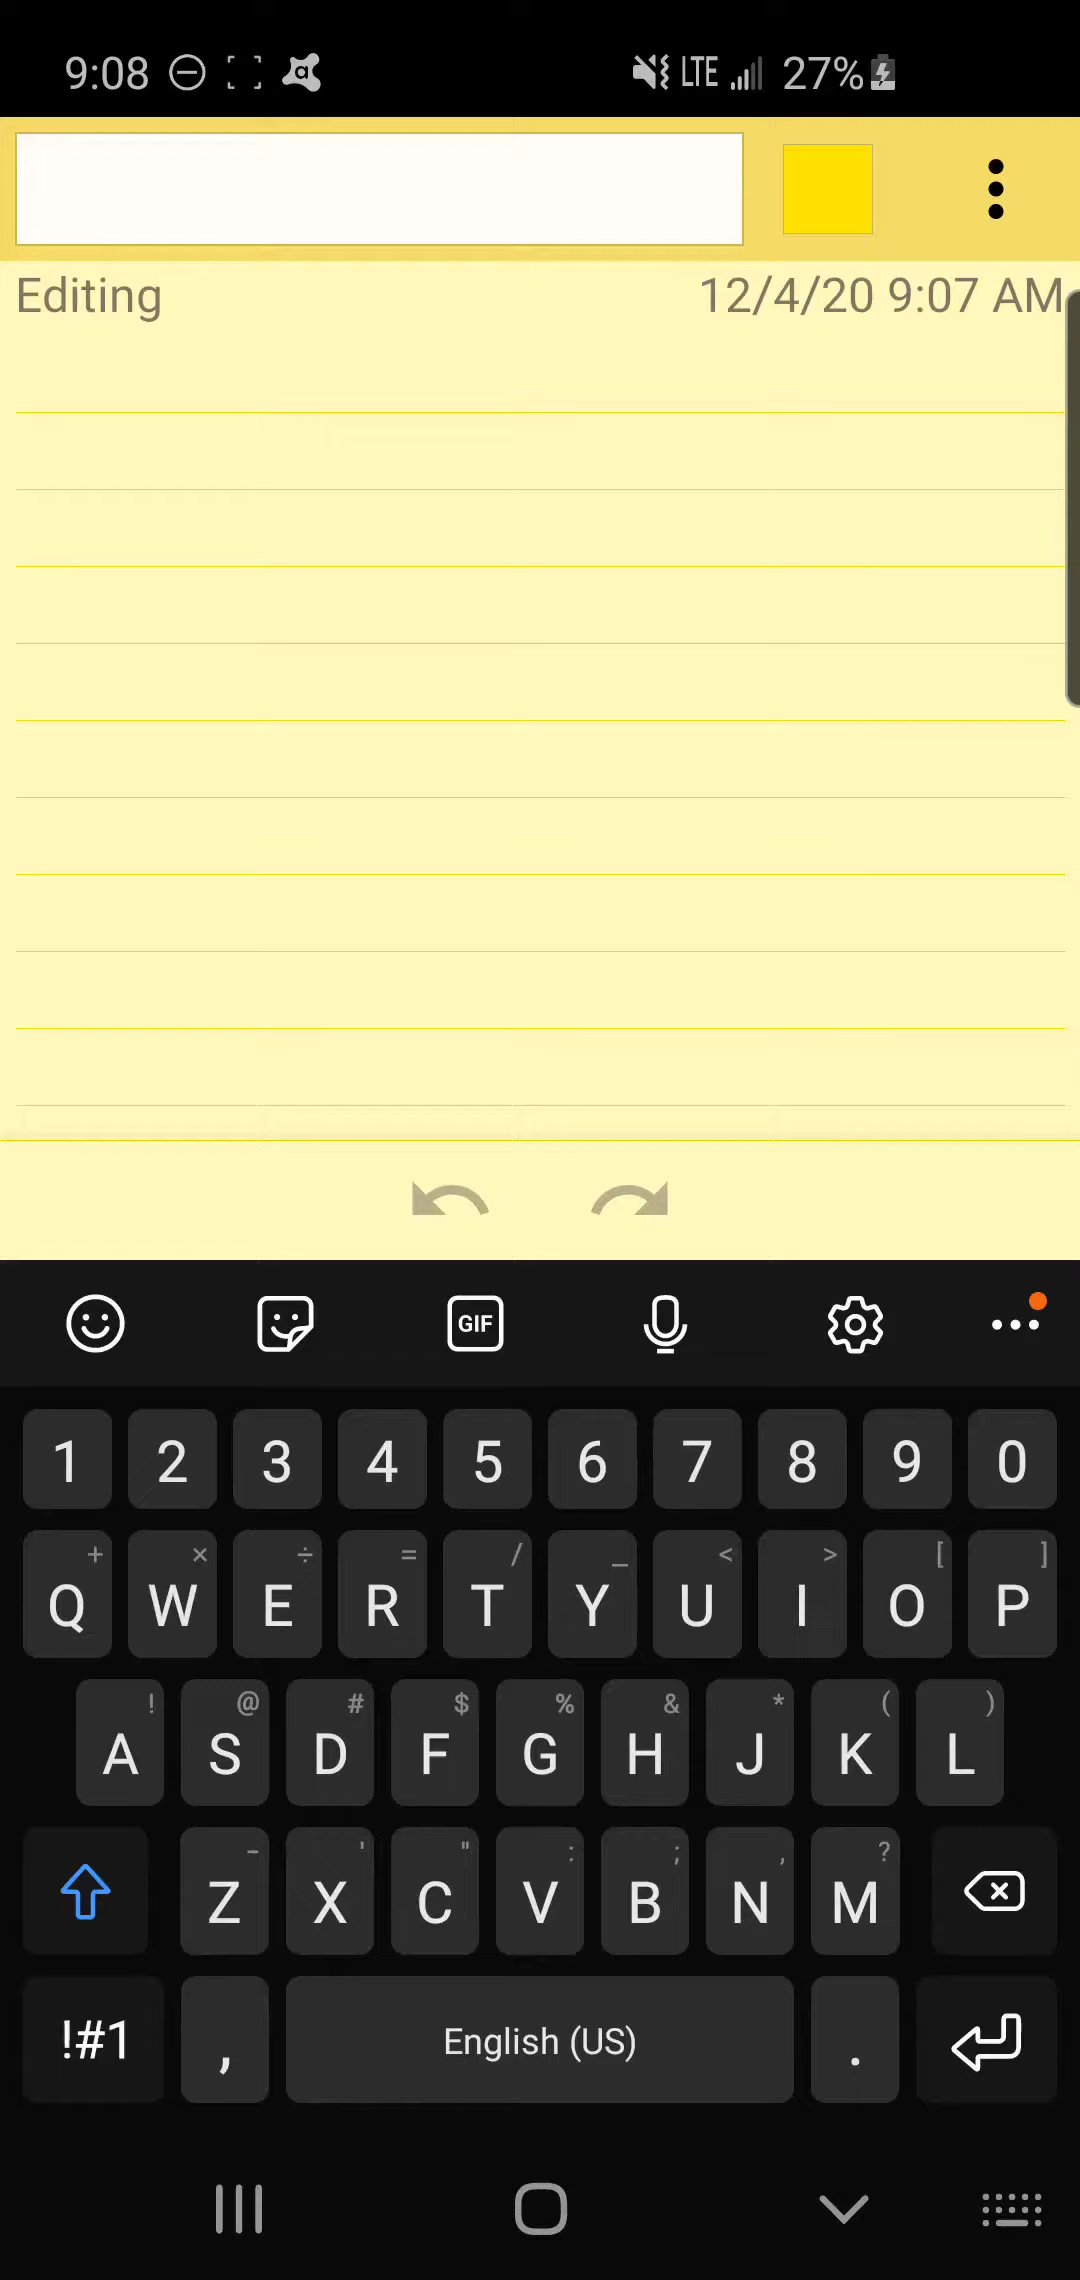 9:08 LTE 27%
Editing 12/4/20 9:07 AM
GIF
1 2 3 4 5 6 7 8 9 0
+ × ÷ = / _ < > [ ]
Q W E R T Y U I O P
! @ # $ % & * ( )
A S D F G H J K L
- ' " : ; , ?
Z X C V B N M
!#1 , English (US) .